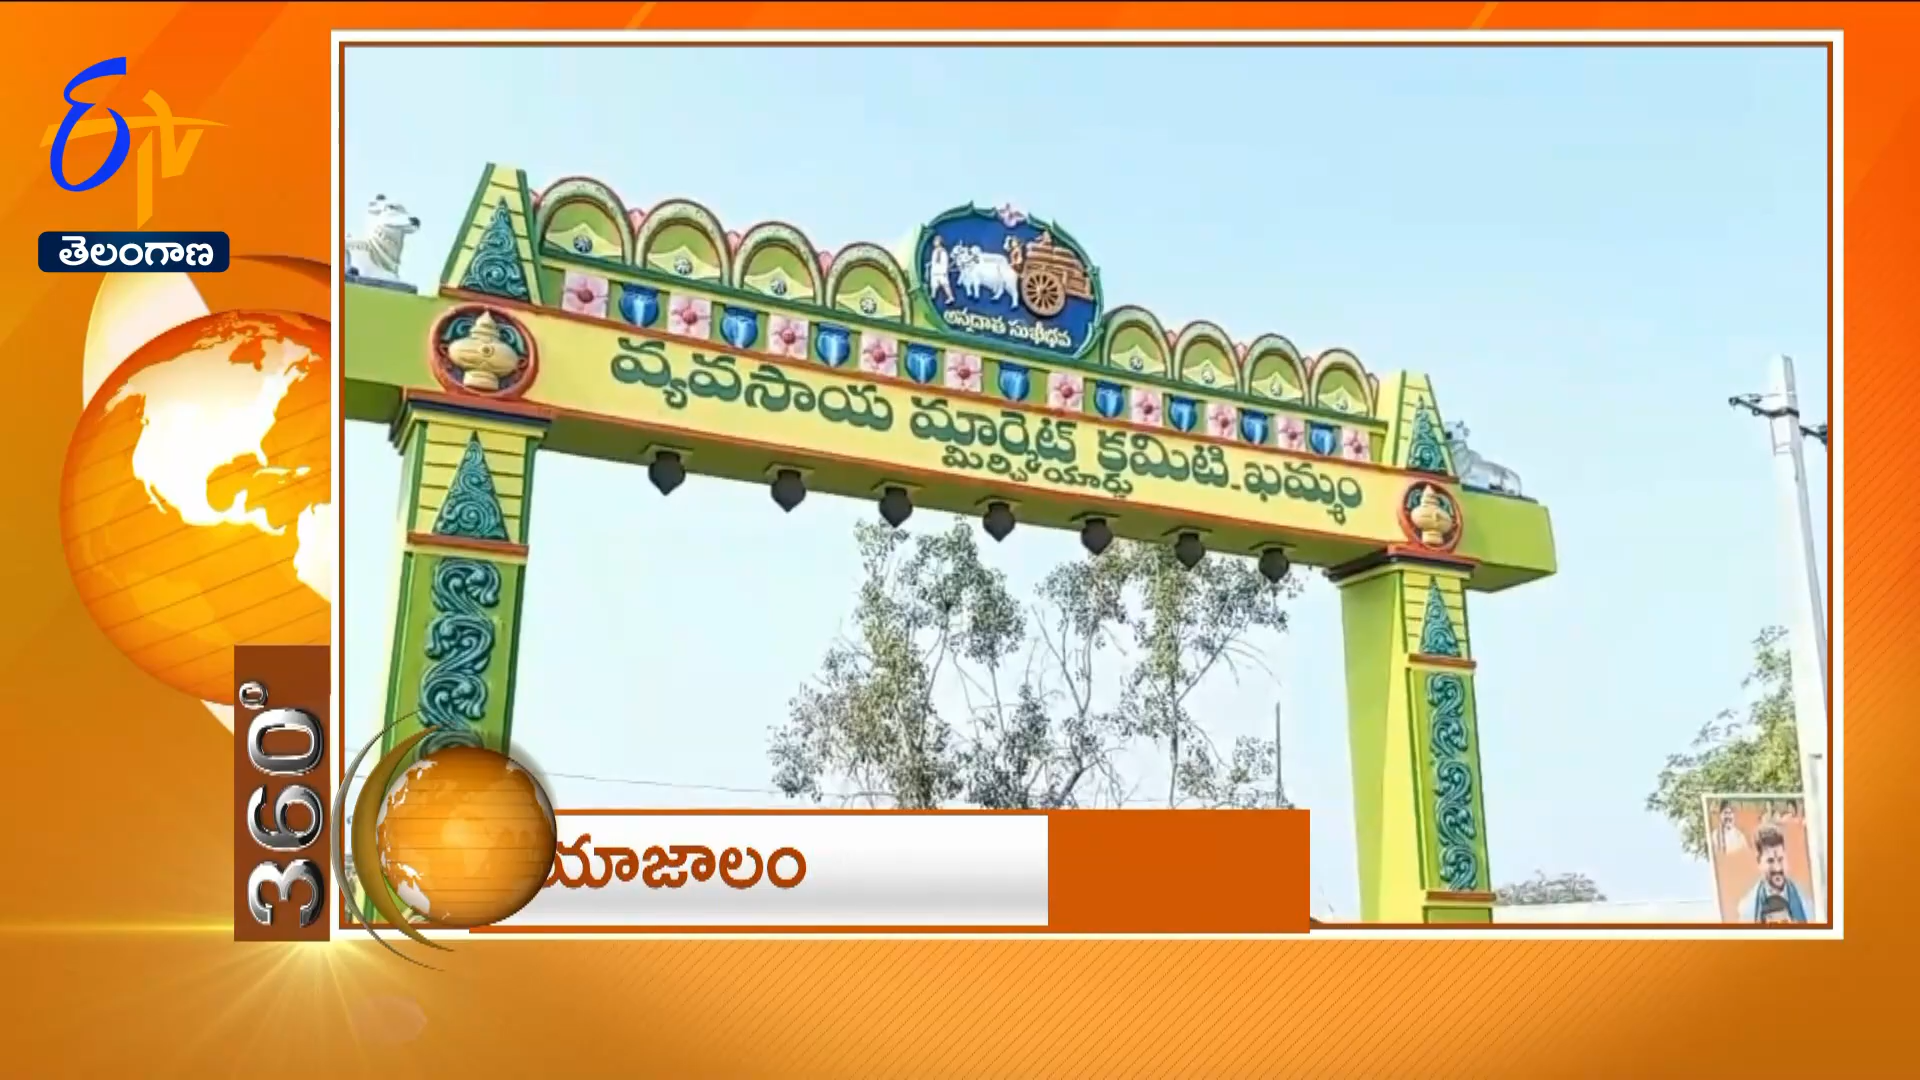 ETV
తెలంగాణ
అన్నదాత సుఖీభవ
వ్యవసాయ మార్కెట్ కమిటి-ఖమ్మం
మిర్చి యార్డు
360°
యాజాలం